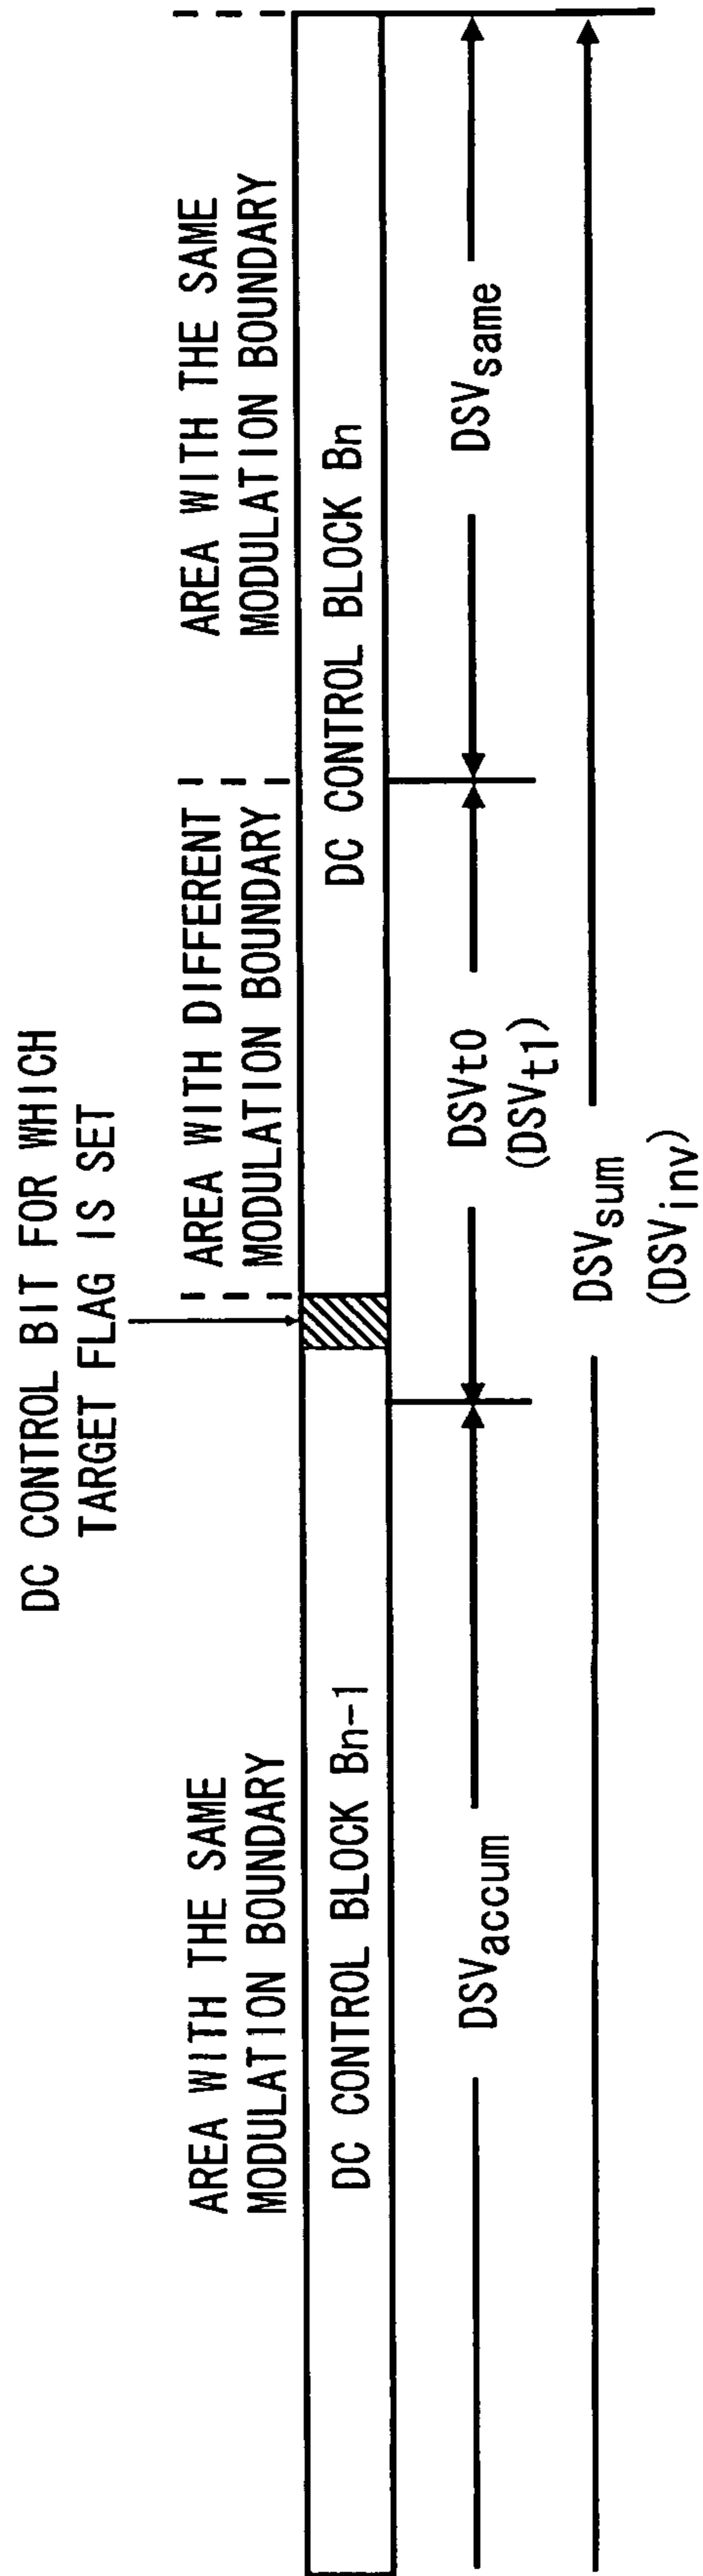 DC CONTROL BIT FOR WHICH
TARGET FLAG IS SET
AREA WITH THE SAME
MODULATION BOUNDARY
AREA WITH DIFFERENT
MODULATION BOUNDARY
AREA WITH THE SAME
MODULATION BOUNDARY
DC CONTROL BLOCK Bn-1
DC CONTROL BLOCK Bn
DSVaccum
DSVt0
(DSVt1)
DSVsame
DSVsum
(DSVinv)